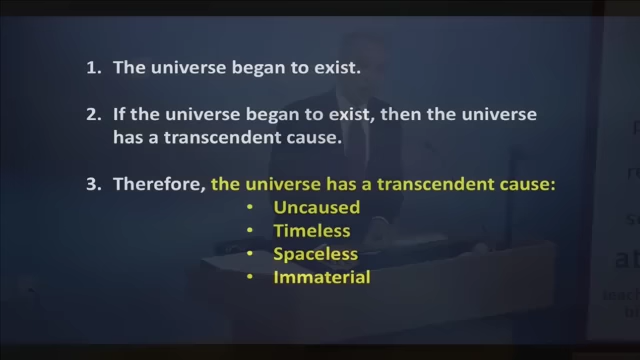 1. The universe began to exist.
2. If the universe began to exist, then the universe
has a transcendent cause.
3. Therefore, the universe has a transcendent cause:
• Uncaused
• Timeless
• Spaceless
• Immaterial
at